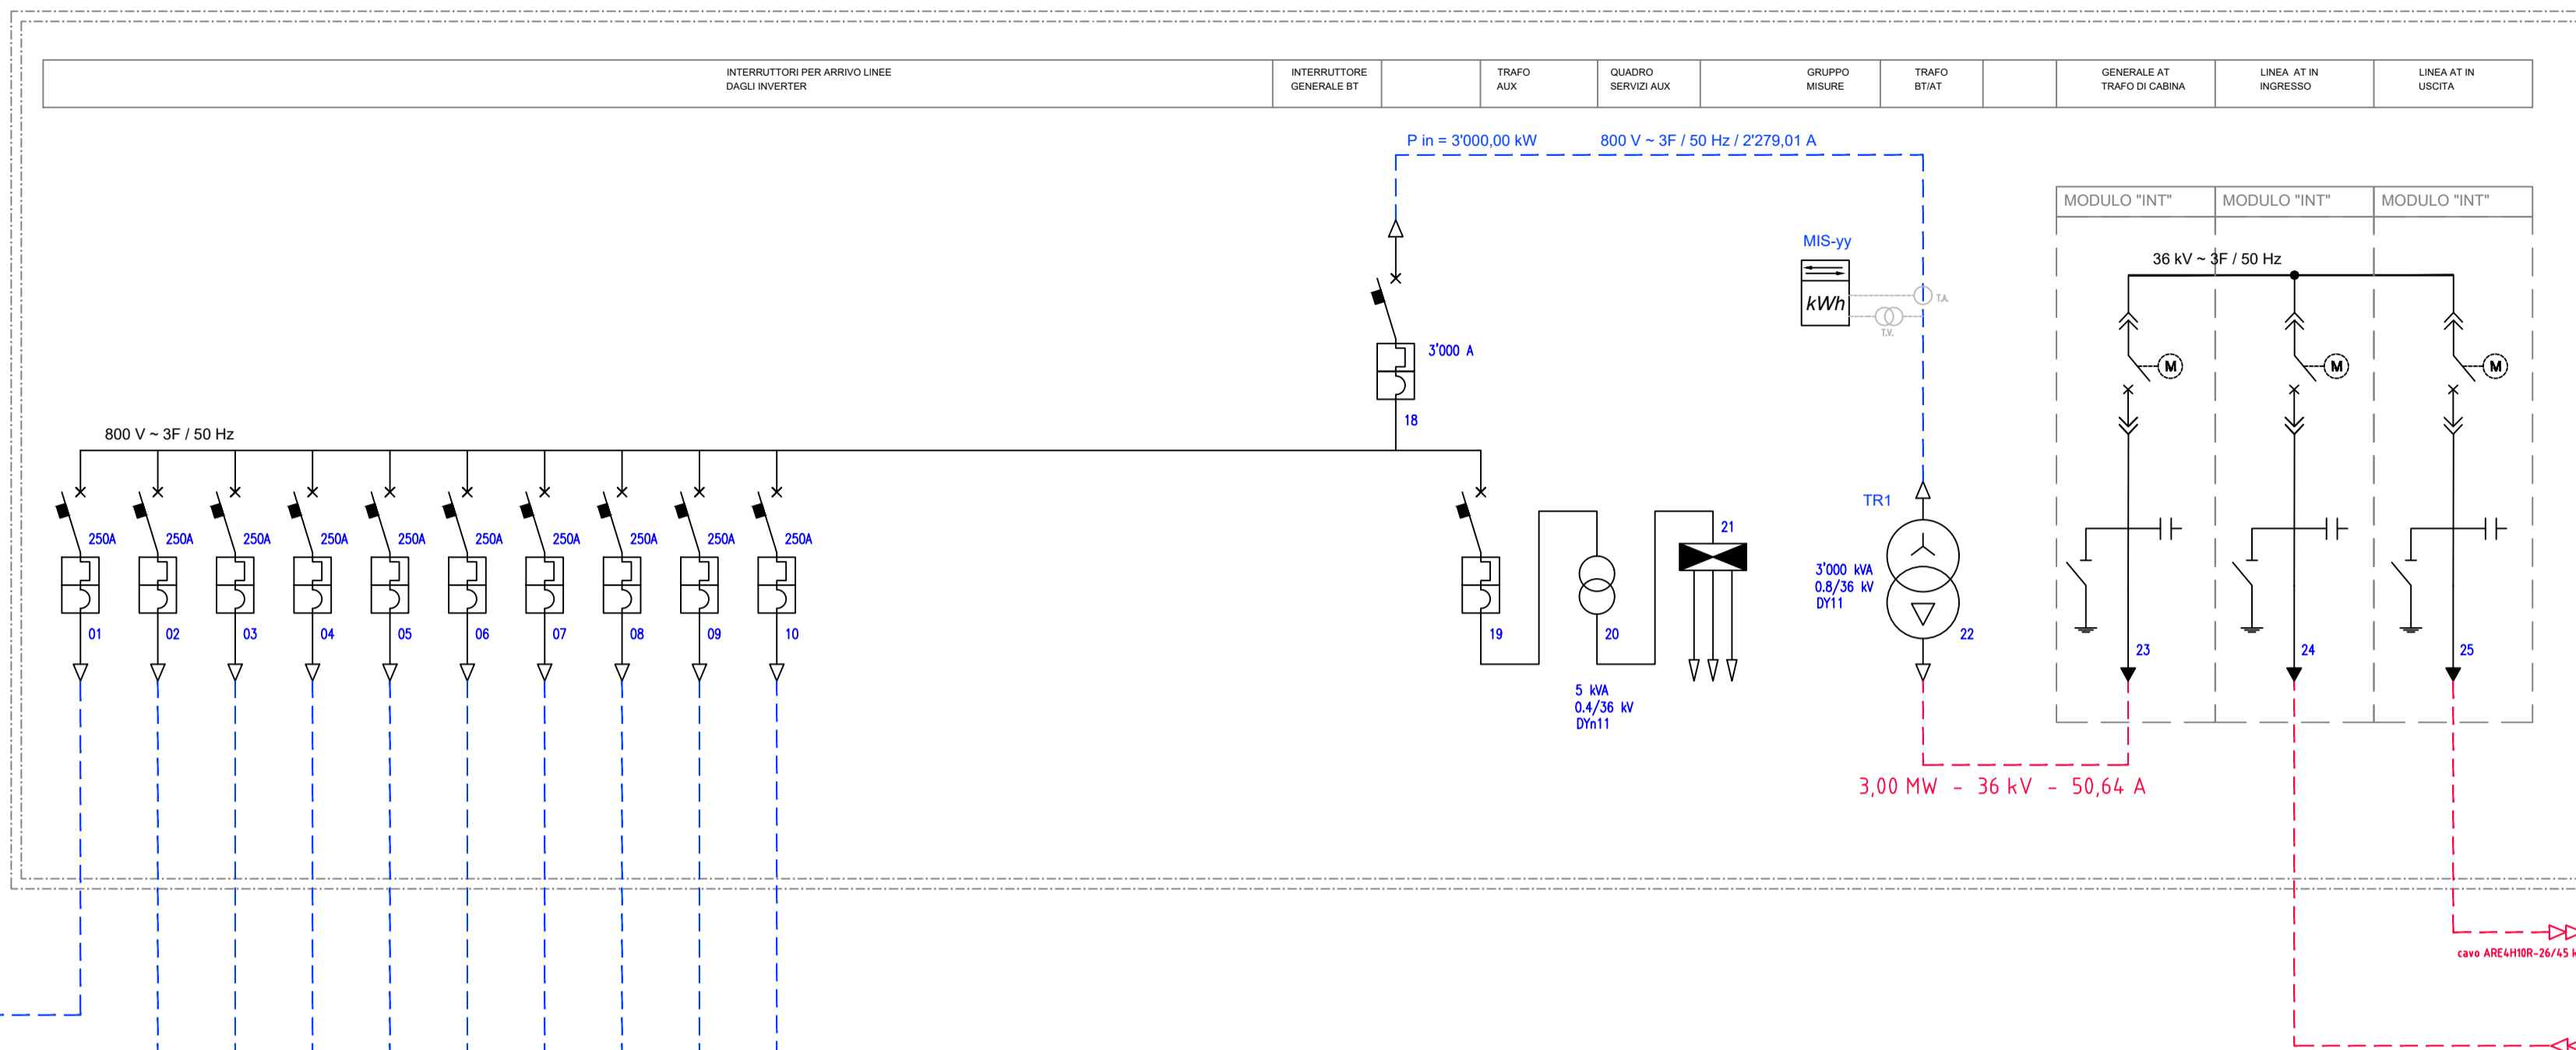 INTERRUTTORI PER ARRIVO LINEE
DAGLI INVERTER
INTERRUTTORE
GENERALE BT
TRAFO
AUX
QUADRO
SERVIZI AUX
GRUPPO
MISURE
TRAFO
BT/AT
GENERALE AT
TRAFO DI CABINA
LINEA AT IN
INGRESSO
LINEA AT IN
USCITA
P in = 3'000,00 kW
800 V ~ 3F / 50 Hz / 2'279,01 A
MODULO "INT"
MODULO "INT"
MODULO "INT"
MIS-yy
kWh
T.A.
T.V.
36 kV ~ 3F / 50 Hz
M
M
M
3'000 A
18
800 V ~ 3F / 50 Hz
250A
250A
250A
250A
250A
250A
250A
250A
250A
250A
01
02
03
04
05
06
07
08
09
10
19
20
5 kVA
0.4/36 kV
DYn11
21
TR1
3'000 kVA
0.8/36 kV
DY11
22
23
24
25
3,00 MW - 36 kV - 50,64 A
cavo ARE4H10R-26/45 k